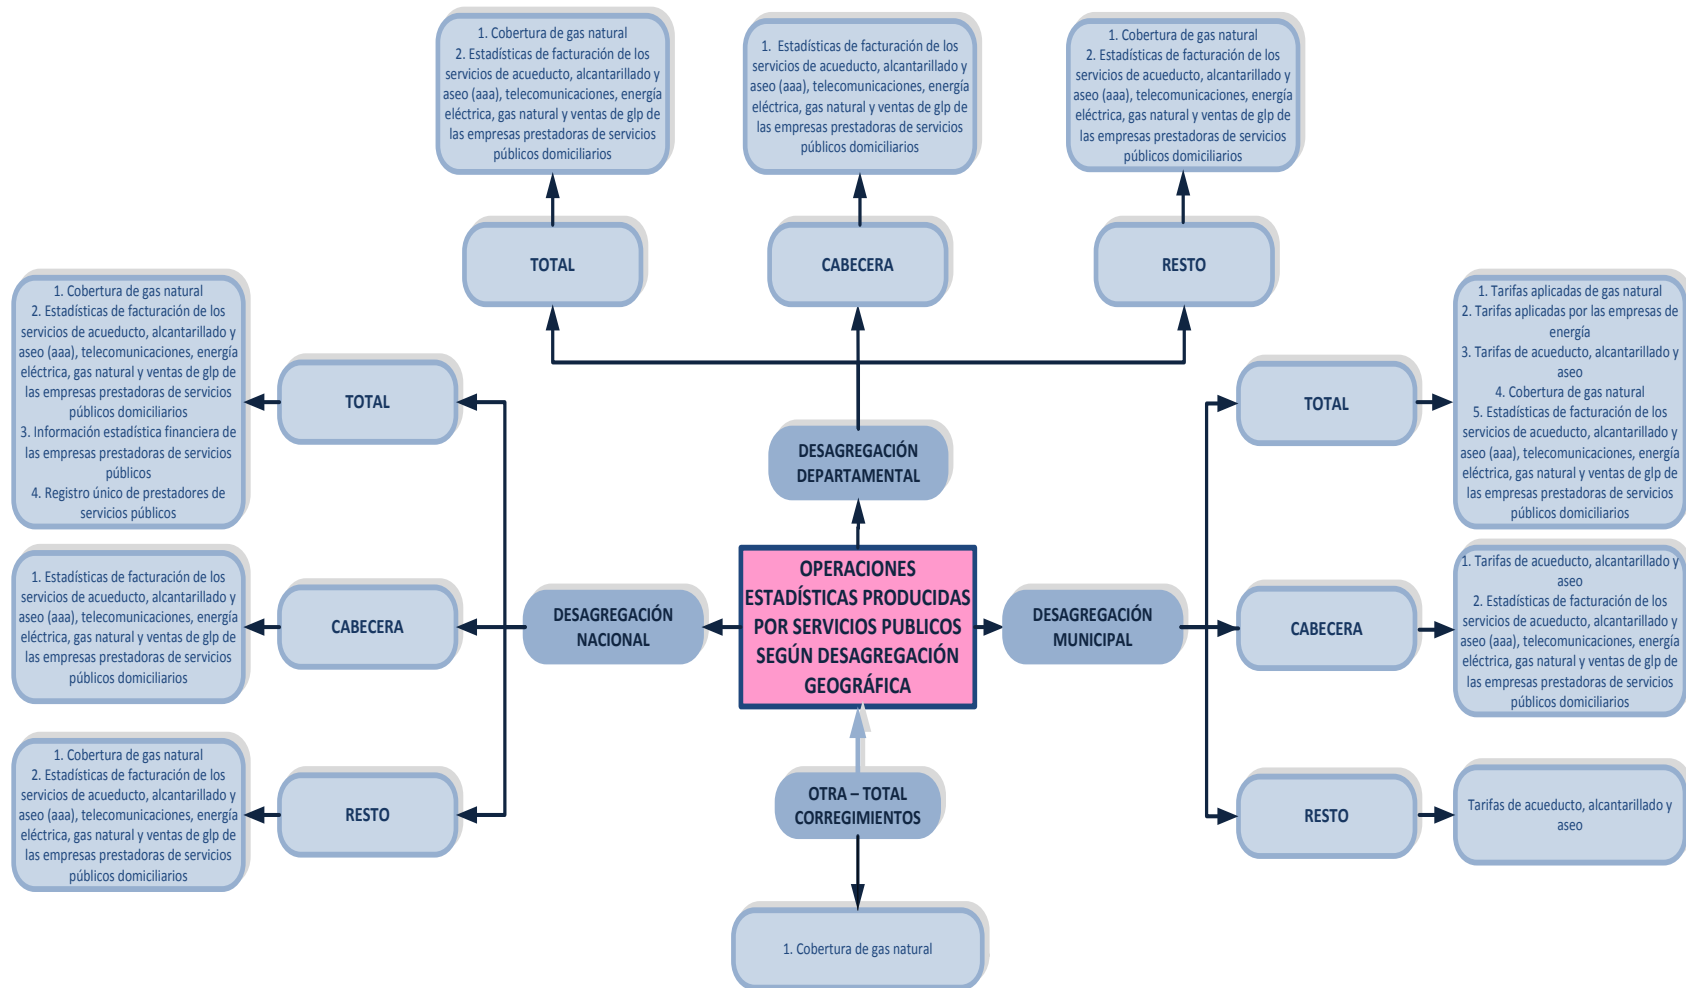 1. Cobertura de gas natural
2. Estadísticas de facturación de los
servicios de acueducto, alcantarillado y
aseo (aaa), telecomunicaciones, energía
eléctrica, gas natural y ventas de glp de
las empresas prestadoras de servicios
públicos domiciliarios
1. Estadísticas de facturación de los
servicios de acueducto, alcantarillado y
aseo (aaa), telecomunicaciones, energía
eléctrica, gas natural y ventas de glp de
las empresas prestadoras de servicios
públicos domiciliarios
1. Cobertura de gas natural
2. Estadísticas de facturación de los
servicios de acueducto, alcantarillado y
aseo (aaa), telecomunicaciones, energía
eléctrica, gas natural y ventas de glp de
las empresas prestadoras de servicios
públicos domiciliarios
TOTAL
CABECERA
RESTO
DESAGREGACIÓN
DEPARTAMENTAL
1. Cobertura de gas natural
2. Estadísticas de facturación de los
servicios de acueducto, alcantarillado y
aseo (aaa), telecomunicaciones, energía
eléctrica, gas natural y ventas de glp de
las empresas prestadoras de servicios
públicos domiciliarios
3. Información estadística financiera de
las empresas prestadoras de servicios
públicos
4. Registro único de prestadores de
servicios públicos
TOTAL
1. Estadísticas de facturación de los
servicios de acueducto, alcantarillado y
aseo (aaa), telecomunicaciones, energía
eléctrica, gas natural y ventas de glp de
las empresas prestadoras de servicios
públicos domiciliarios
CABECERA
1. Cobertura de gas natural
2. Estadísticas de facturación de los
servicios de acueducto, alcantarillado y
aseo (aaa), telecomunicaciones, energía
eléctrica, gas natural y ventas de glp de
las empresas prestadoras de servicios
públicos domiciliarios
RESTO
DESAGREGACIÓN
NACIONAL
OPERACIONES
ESTADÍSTICAS PRODUCIDAS
POR SERVICIOS PUBLICOS
SEGÚN DESAGREGACIÓN
GEOGRÁFICA
DESAGREGACIÓN
MUNICIPAL
TOTAL
1. Tarifas aplicadas de gas natural
2. Tarifas aplicadas por las empresas de
energía
3. Tarifas de acueducto, alcantarillado y
aseo
4. Cobertura de gas natural
5. Estadísticas de facturación de los
servicios de acueducto, alcantarillado y
aseo (aaa), telecomunicaciones, energía
eléctrica, gas natural y ventas de glp de
las empresas prestadoras de servicios
públicos domiciliarios
CABECERA
1. Tarifas de acueducto, alcantarillado y
aseo
2. Estadísticas de facturación de los
servicios de acueducto, alcantarillado y
aseo (aaa), telecomunicaciones, energía
eléctrica, gas natural y ventas de glp de
las empresas prestadoras de servicios
públicos domiciliarios
RESTO
Tarifas de acueducto, alcantarillado y
aseo
OTRA – TOTAL
CORREGIMIENTOS
1. Cobertura de gas natural